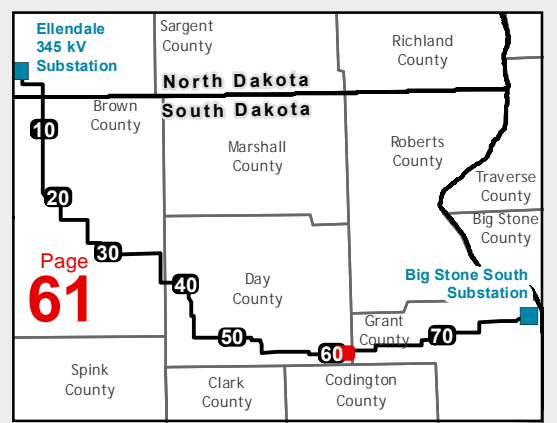 Ellendale
345 kV
Substation
Sargent
County
Richland
County
North Dakota
South Dakota
Brown
County
10
Marshall
County
Roberts
County
Traverse
County
20
Big Stone
County
30
Page
61
40
Day
County
Big Stone South
Substation
Grant
County
50
60
70
Spink
County
Clark
County
Codington
County